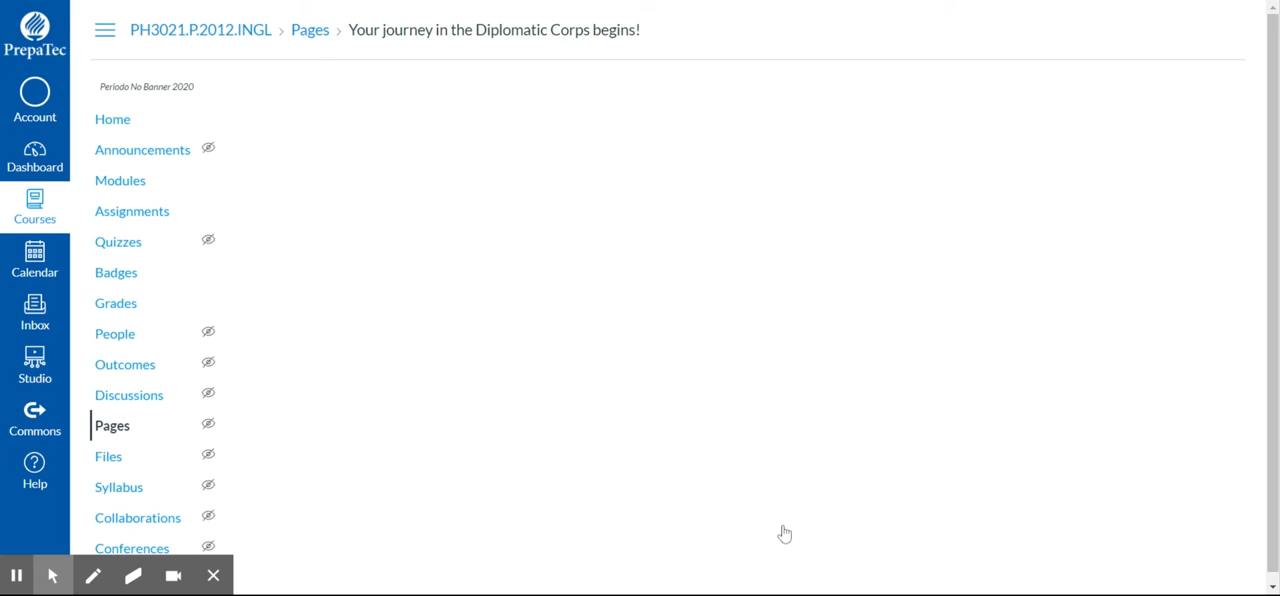 PrepaTec
Account
Dashboard
Courses
Calendar
Inbox
Studio
Commons
Help
PH3021.P.2012.INGL › Pages › Your journey in the Diplomatic Corps begins!
Periodo No Banner 2020
Home
Announcements
Modules
Assignments
Quizzes
Badges
Grades
People
Outcomes
Discussions
Pages
Files
Syllabus
Collaborations
Conferences